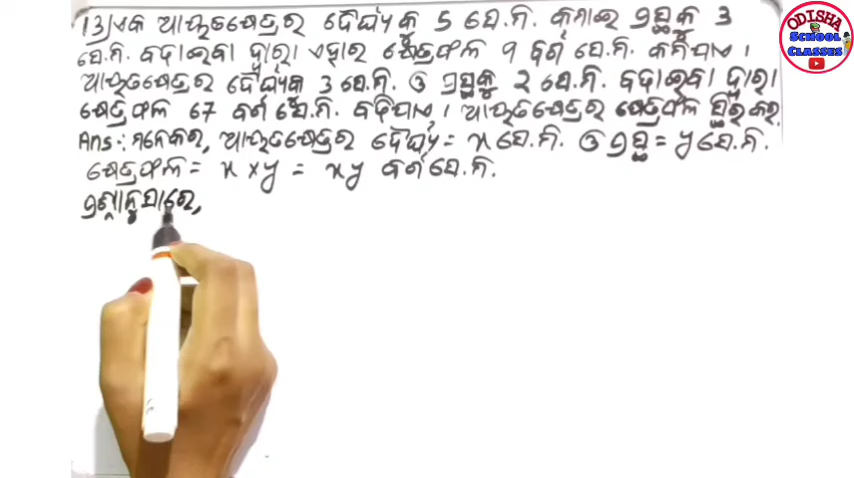 13) ଏକ ଆୟତକ୍ଷେତ୍ରର ଦୈର୍ଘ୍ୟକୁ 5 ସେ.ମି. କମାଇ ପ୍ରସ୍ଥକୁ 3
ସେ.ମି. ବଢାଇବା ଦ୍ୱାରା ଏହାର କ୍ଷେତ୍ରଫଳ 9 ବର୍ଗ ସେ.ମି. କମିଯାଏ ।
ଆୟତକ୍ଷେତ୍ରର ଦୈର୍ଘ୍ୟକୁ 3 ସେ.ମି. ଓ ପ୍ରସ୍ଥକୁ 2 ସେ.ମି. ବଢାଇବା ଦ୍ୱାରା
କ୍ଷେତ୍ରଫଳ 67 ବର୍ଗ ସେ.ମି. ବଢିଯାଏ । ଆୟତକ୍ଷେତ୍ରର କ୍ଷେତ୍ରଫଳ ସ୍ଥିର କର
Ans:- ମନେକର, ଆୟତକ୍ଷେତ୍ରର ଦୈର୍ଘ୍ୟ = x ସେ.ମି. ଓ ପ୍ରସ୍ଥ = y ସେ.ମି.
କ୍ଷେତ୍ରଫଳ = x × y = xy ବର୍ଗ ସେ.ମି.
ପ୍ରଶ୍ନାନୁସାରେ,
ODISHA
SCHOOL
CLASSES